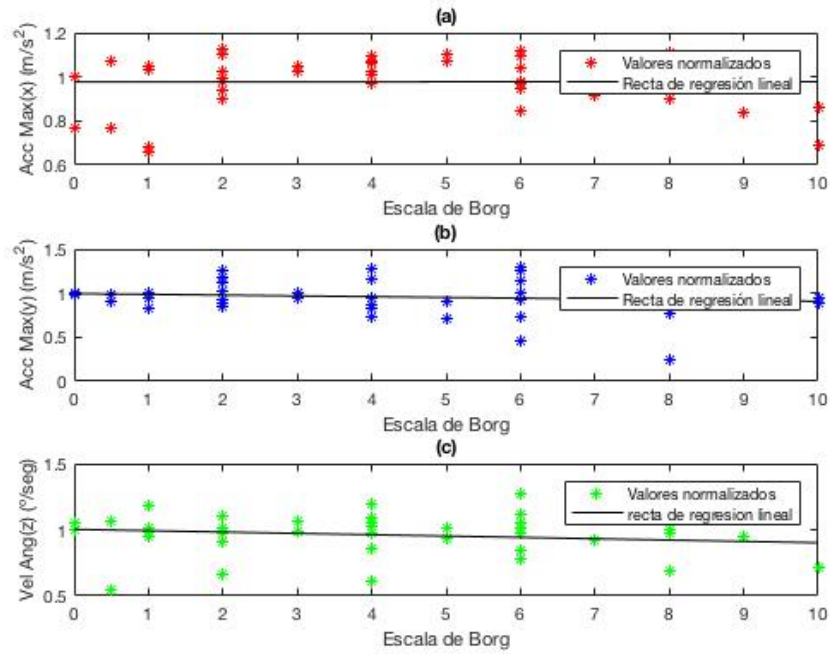 (a)
1.2
1
0.8
0.6
Acc Max(x) (m/s²)
Valores normalizados
Recta de regresión lineal
0 1 2 3 4 5 6 7 8 9 10
Escala de Borg
(b)
1.5
1
0.5
0
Acc Max(y) (m/s²)
Valores normalizados
Recta de regresión lineal
0 1 2 3 4 5 6 7 8 9 10
Escala de Borg
(c)
1.5
1
0.5
Vel Ang(z) (º/seg)
Valores normalizados
recta de regresion lineal
0 1 2 3 4 5 6 7 8 9 10
Escala de Borg